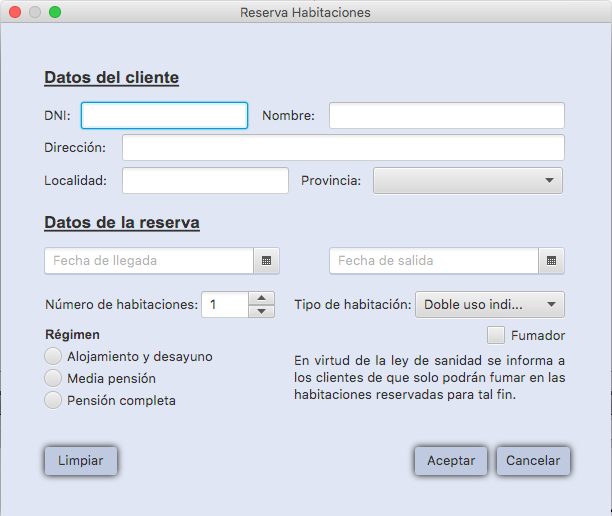 Reserva Habitaciones
Datos del cliente
DNI: Nombre:
Dirección:
Localidad: Provincia:
Datos de la reserva
Fecha de llegada Fecha de salida
Número de habitaciones: 1 Tipo de habitación: Doble uso indi...
Fumador
Régimen
Alojamiento y desayuno
Media pensión
Pensión completa
En virtud de la ley de sanidad se informa a
los clientes de que solo podrán fumar en las
habitaciones reservadas para tal fin.
Limpiar Aceptar Cancelar